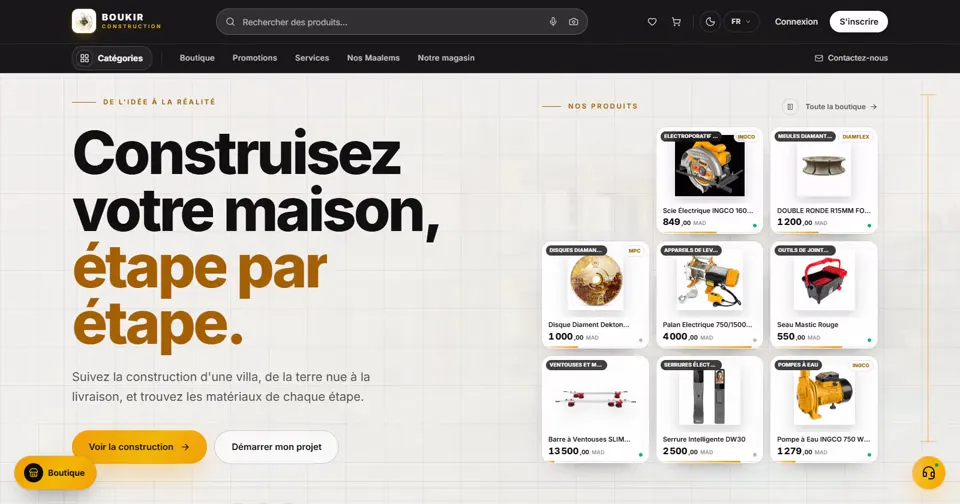 BOUKIR
CONSTRUCTION
Rechercher des produits...
FR
Connexion
S'inscrire
Catégories
Boutique
Promotions
Services
Nos Maalems
Notre magasin
Contactez-nous
DE L'IDÉE À LA RÉALITÉ
Construisez
votre maison,
étape par
étape.
Suivez la construction d'une villa, de la terre nue à la
livraison, et trouvez les matériaux de chaque étape.
Voir la construction
Démarrer mon projet
Boutique
NOS PRODUITS
Toute la boutique
ELECTROPORATIF ...
INGCO
Scie Électrique INGCO 160...
849,00 MAD
MEULES DIAMANT...
DIAMFLEX
DOUBLE RONDE R15MM FO...
1 200,00 MAD
DISQUES DIAMAN...
MPC
Disque Diament Dekton...
1 000,00 MAD
APPAREILS DE LEV...
Palan Electrique 750/1500...
4 000,00 MAD
OUTILS DE JOINT...
Seau Mastic Rouge
550,00 MAD
VENTOUSES ET M...
Barre à Ventouses SLIM...
13 500,00 MAD
SERRURES ÉLECT...
Serrure Intelligente DW30
2 500,00 MAD
POMPES À EAU
INGCO
Pompe à Eau INGCO 750 W...
1 279,00 MAD